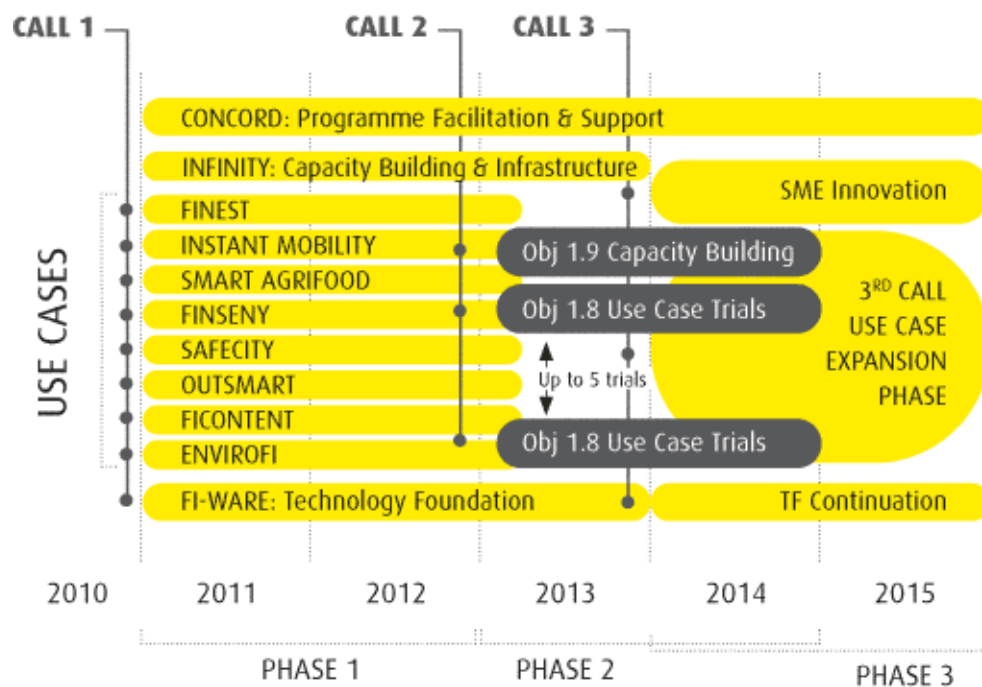 CALL 1
CALL 2
CALL 3
CONCORD: Programme Facilitation & Support
INFINITY: Capacity Building & Infrastructure
SME Innovation
USE CASES
FINEST
INSTANT MOBILITY
SMART AGRIFOOD
FINSENY
SAFECITY
OUTSMART
FICONTENT
ENVIROFI
Obj 1.9 Capacity Building
Obj 1.8 Use Case Trials
Up to 5 trials
Obj 1.8 Use Case Trials
3RD CALL
USE CASE
EXPANSION
PHASE
FI-WARE: Technology Foundation
TF Continuation
2010 2011 2012 2013 2014 2015
PHASE 1 PHASE 2 PHASE 3